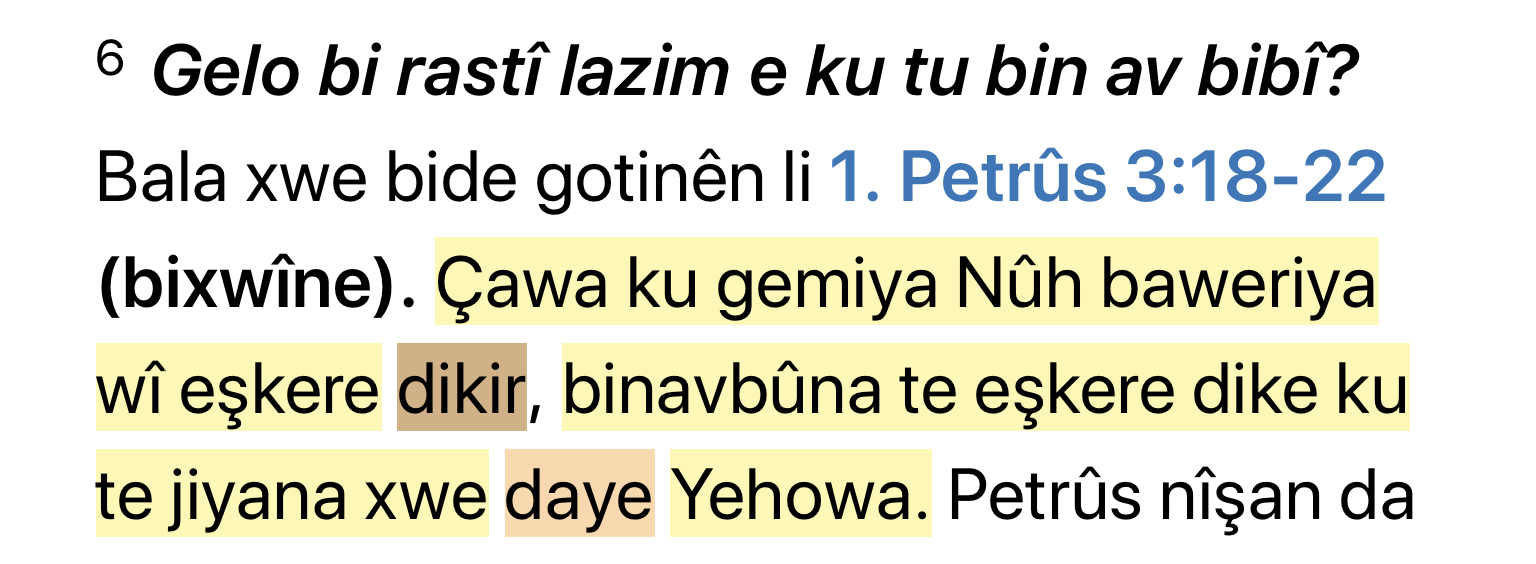 6 Gelo bi rastî lazim e ku tu bin av bibî?
Bala xwe bide gotinên li 1. Petrûs 3:18-22
(bixwîne). Çawa ku gemiya Nûh baweriya
wî eşkere dikir, binavbûna te eşkere dike ku
te jiyana xwe daye Yehowa. Petrûs nîşan da